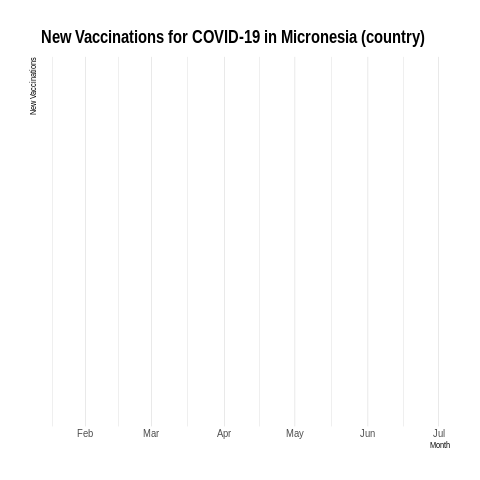 New Vaccinations for COVID-19 in Micronesia (country)
New Vaccinations
Feb Mar Apr May Jun Jul
Month